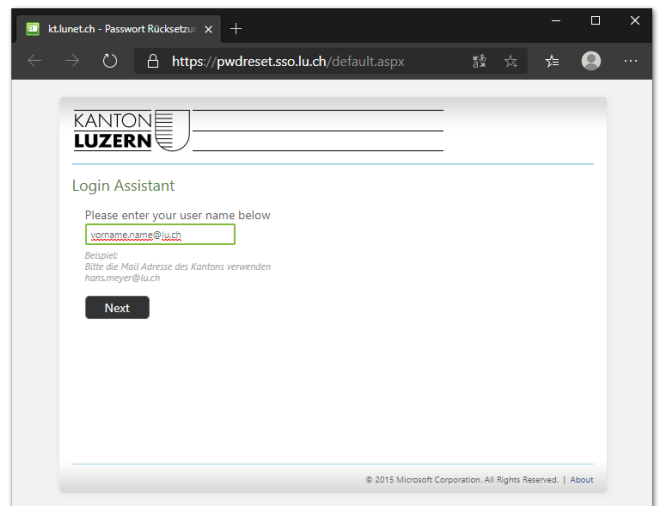 kt.lunet.ch - Passwort Rücksetzun
https://pwdreset.sso.lu.ch/default.aspx
KANTON
LUZERN
Login Assistant
Please enter your user name below
vorname.name@lu.ch
Beispiel:
Bitte die Mail Adresse des Kantons verwenden
hans.meyer@lu.ch
Next
© 2015 Microsoft Corporation. All Rights Reserved. | About